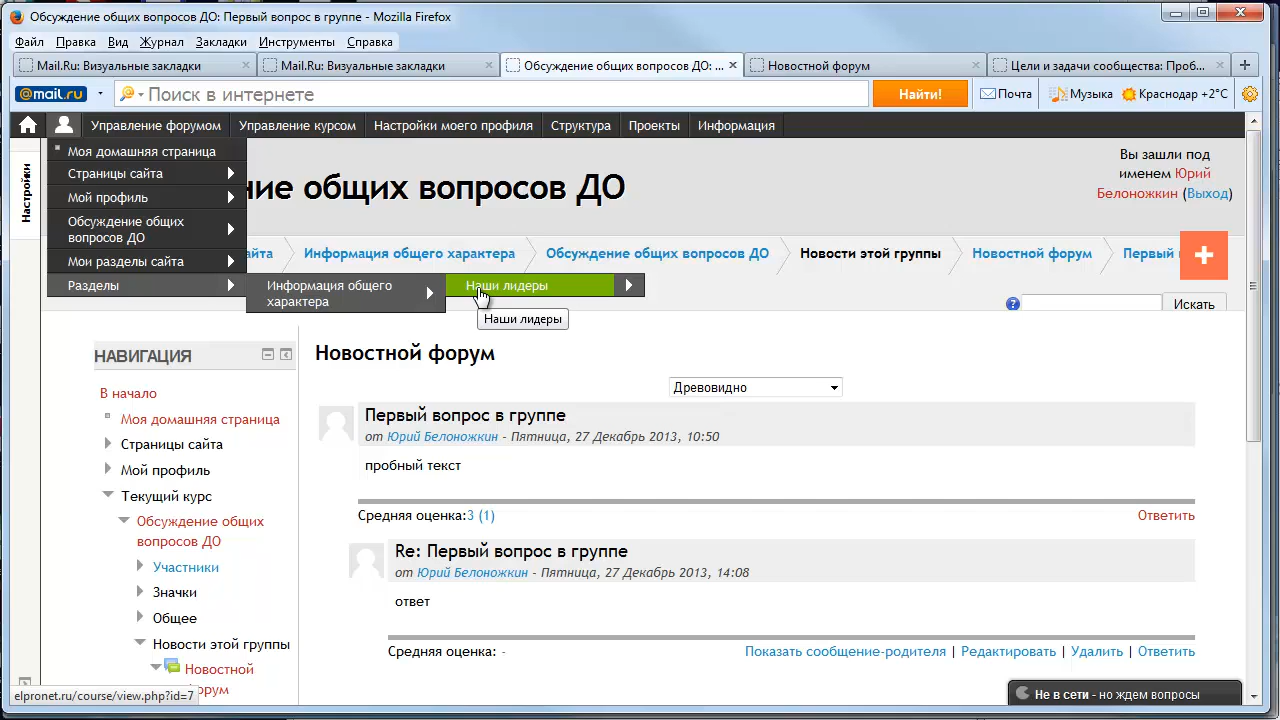 Обсуждение общих вопросов ДО: Первый вопрос в группе - Mozilla Firefox
Файл Правка Вид Журнал Закладки Инструменты Справка
Mail.Ru: Визуальные закладки
Mail.Ru: Визуальные закладки
Обсуждение общих вопросов ДО: ...
Новостной форум
Цели и задачи сообщества: Проб...
@mail.ru Поиск в интернете Найти! Почта Музыка Краснодар +2°C
Управление форумом Управление курсом Настройки моего профиля Структура Проекты Информация
Настройки
Моя домашняя страница
Страницы сайта
Мой профиль
Обсуждение общих
вопросов ДО
Мои разделы сайта
Разделы
Информация общего
характера
Наши лидеры
Наши лидеры
ние общих вопросов ДО
Вы зашли под
именем Юрий
Белоножкин (Выход)
айта Информация общего характера Обсуждение общих вопросов ДО Новости этой группы Новостной форум Первый
+
? Искать
НАВИГАЦИЯ
В начало
Моя домашняя страница
Страницы сайта
Мой профиль
Текущий курс
Обсуждение общих
вопросов ДО
Участники
Значки
Общее
Новости этой группы
Новостной
форум
Новостной форум
Древовидно
Первый вопрос в группе
от Юрий Белоножкин - Пятница, 27 Декабрь 2013, 10:50
пробный текст
Средняя оценка:3 (1) Ответить
Re: Первый вопрос в группе
от Юрий Белоножкин - Пятница, 27 Декабрь 2013, 14:08
ответ
Средняя оценка: - Показать сообщение-родителя | Редактировать | Удалить | Ответить
elpronet.ru/course/view.php?id=7
Не в сети - но ждем вопросы